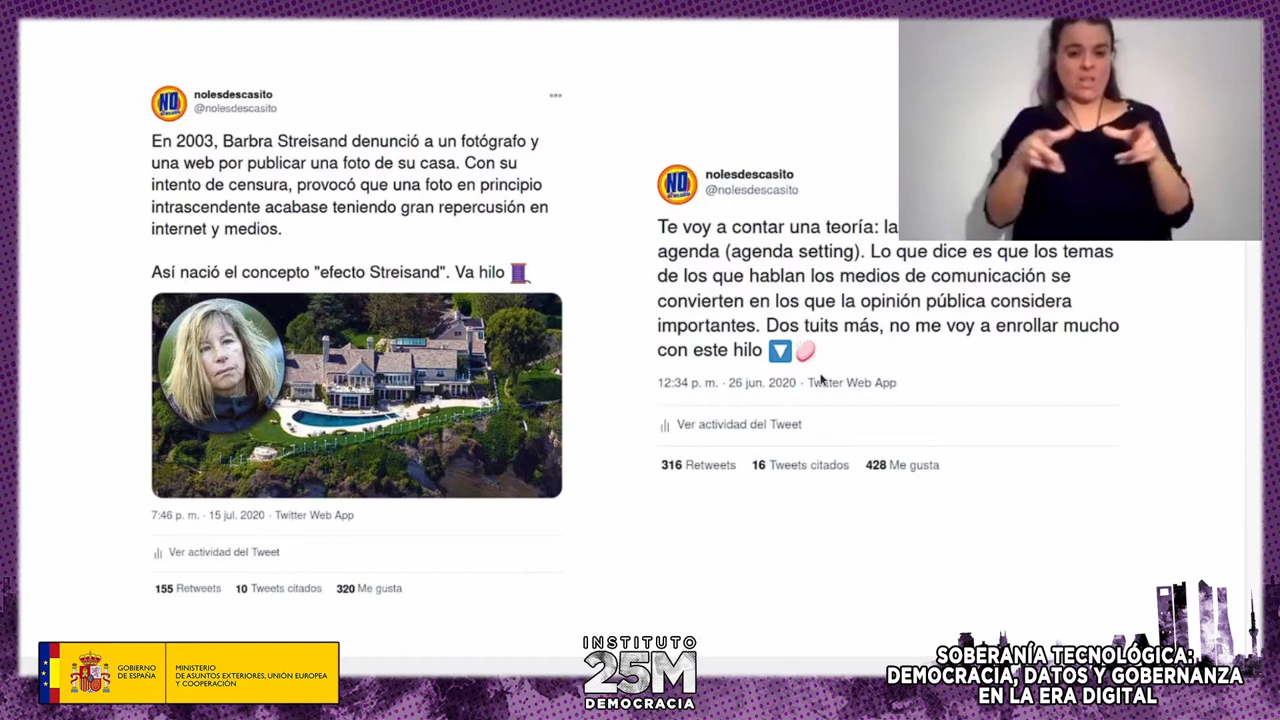 nolesdescasito
@nolesdescasito
En 2003, Barbra Streisand denunció a un fotógrafo y
una web por publicar una foto de su casa. Con su
intento de censura, provocó que una foto en principio
intrascendente acabase teniendo gran repercusión en
internet y medios.
Así nació el concepto "efecto Streisand". Va hilo
7:46 p. m. · 15 jul. 2020 · Twitter Web App
Ver actividad del Tweet
155 Retweets 10 Tweets citados 320 Me gusta
NO
nolesdescasito
@nolesdescasito
Te voy a contar una teoría: la
agenda (agenda setting). Lo que dice es que los temas
de los que hablan los medios de comunicación se
convierten en los que la opinión pública considera
importantes. Dos tuits más, no me voy a enrollar mucho
con este hilo
12:34 p. m. · 26 jun. 2020 · Twitter Web App
Ver actividad del Tweet
316 Retweets 16 Tweets citados 428 Me gusta
NO
GOBIERNO
DE ESPAÑA
MINISTERIO
DE ASUNTOS EXTERIORES, UNIÓN EUROPEA
Y COOPERACIÓN
INSTITUTO
25M
DEMOCRACIA
SOBERANÍA TECNOLÓGICA:
DEMOCRACIA, DATOS Y GOBERNANZA
EN LA ERA DIGITAL